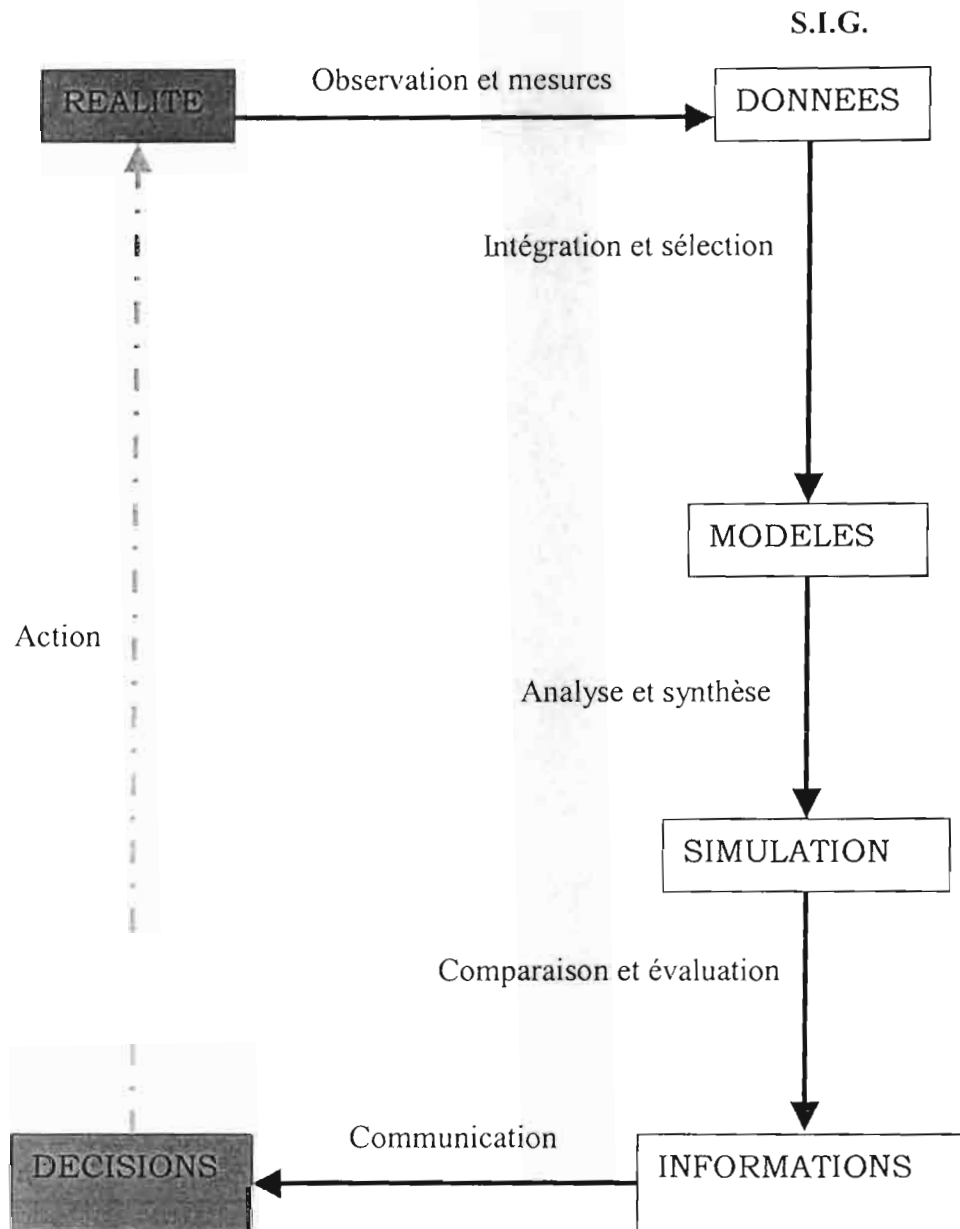 S.I.G.
REALITE
Observation et mesures
DONNEES
Intégration et sélection
MODELES
Action
Analyse et synthèse
SIMULATION
Comparaison et évaluation
DECISIONS
Communication
INFORMATIONS